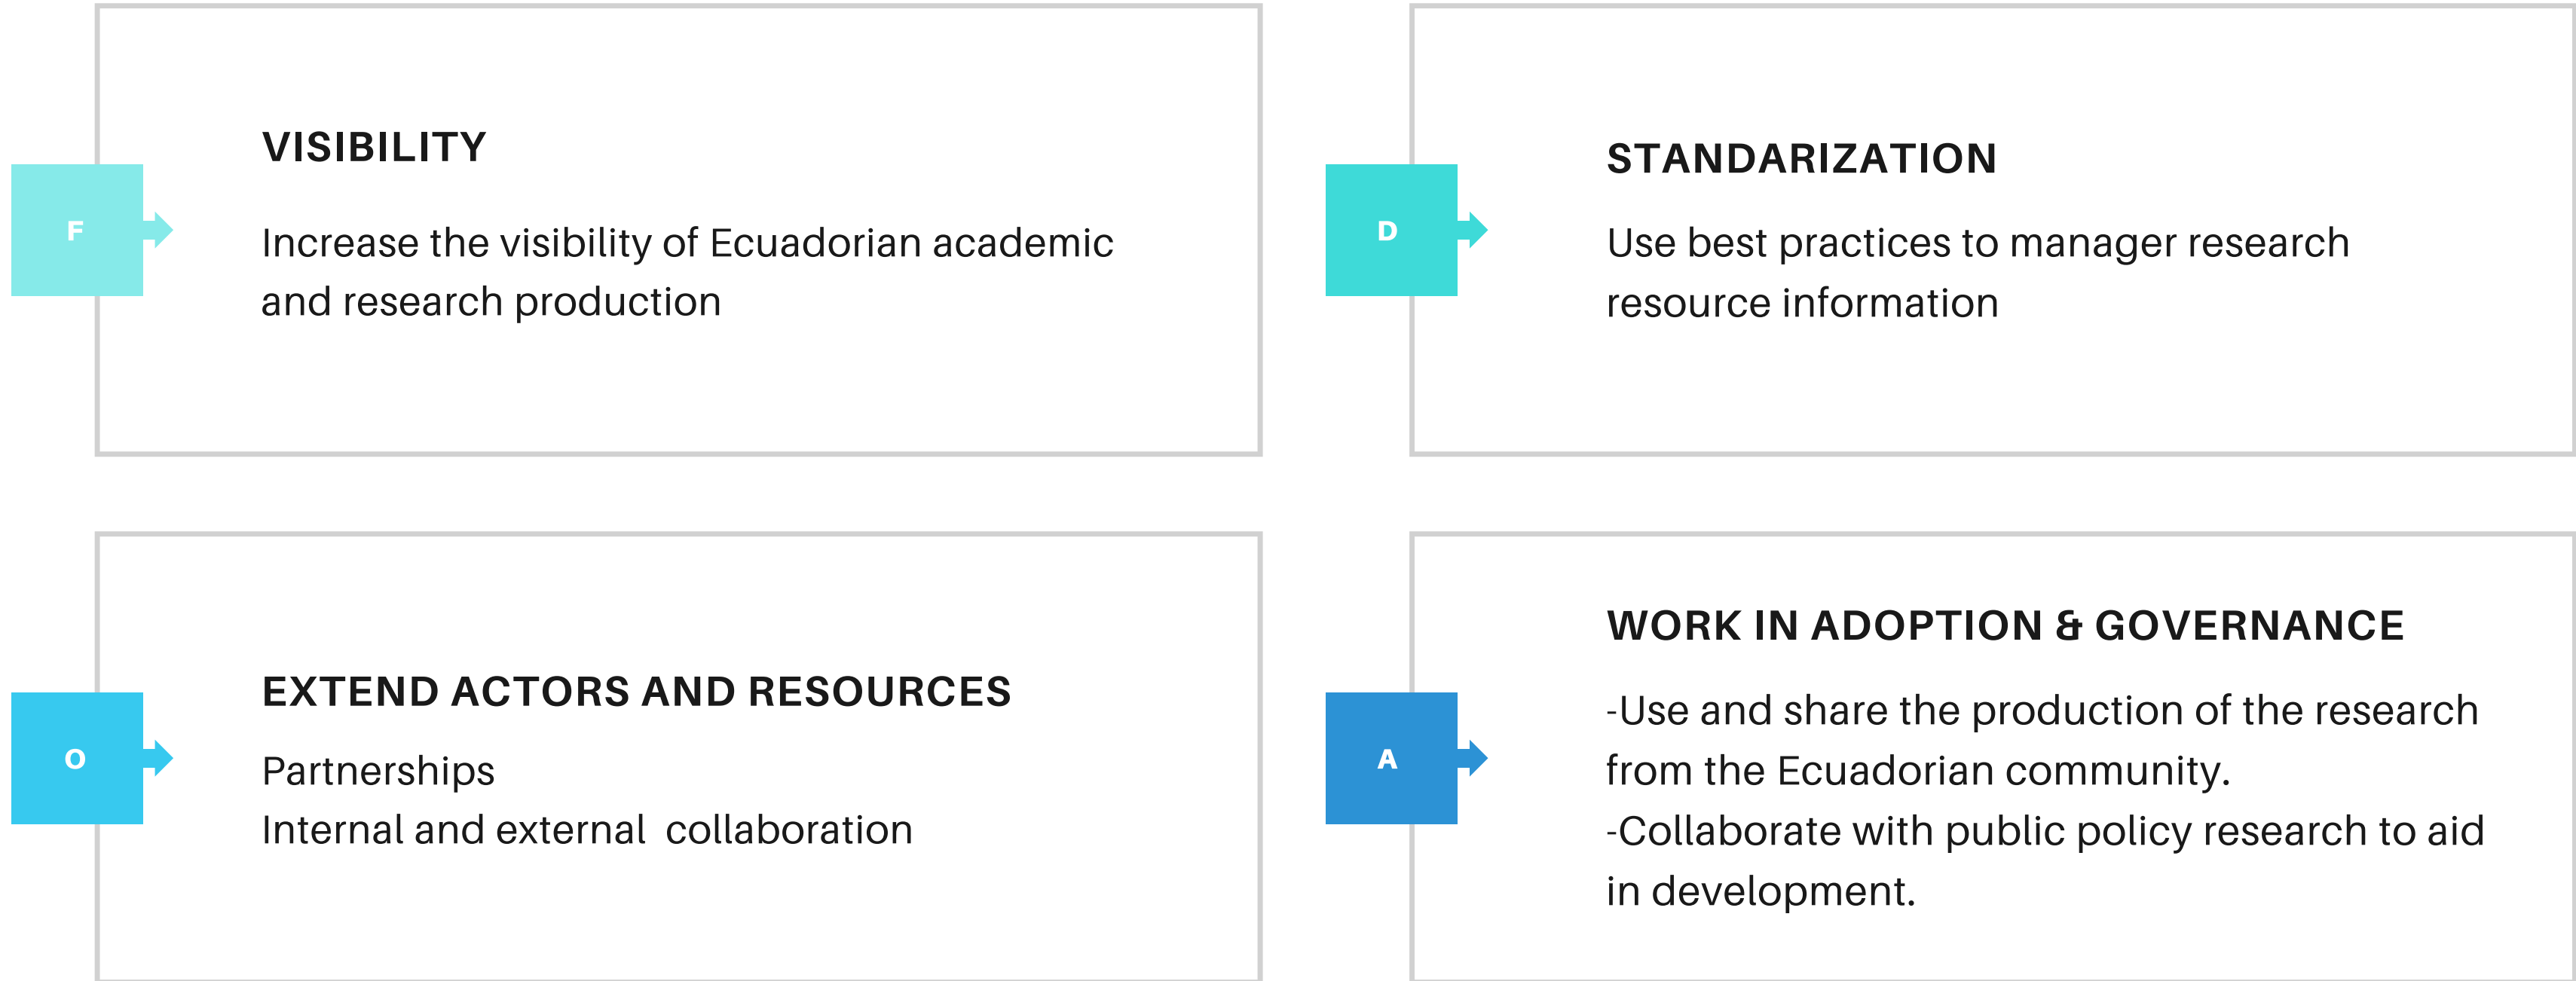 F
VISIBILITY
Increase the visibility of Ecuadorian academic
and research production
D
STANDARIZATION
Use best practices to manager research
resource information
O
EXTEND ACTORS AND RESOURCES
Partnerships
Internal and external  collaboration
A
WORK IN ADOPTION & GOVERNANCE
-Use and share the production of the research
from the Ecuadorian community.
-Collaborate with public policy research to aid
in development.